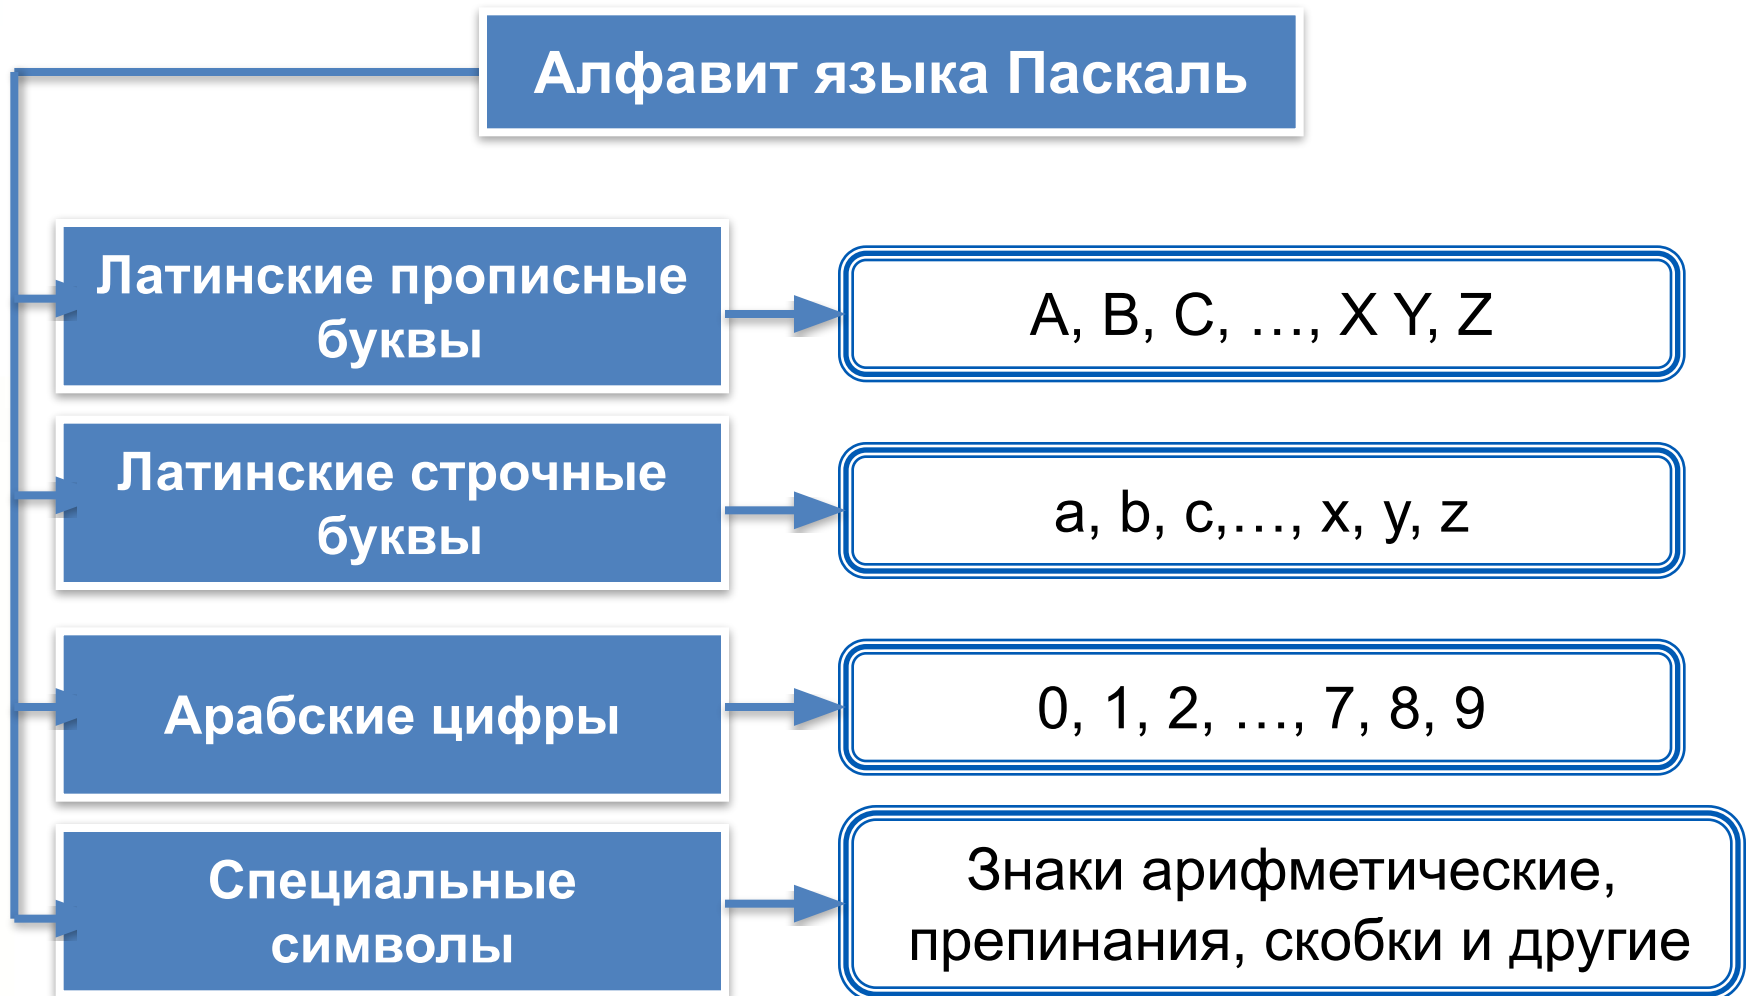 Алфавит языка Паскаль
Латинские прописные
буквы
A, B, C, …, X Y, Z
Латинские строчные
буквы
a, b, c,…, x, y, z
Арабские цифры
0, 1, 2, …, 7, 8, 9
Специальные
символы
Знаки арифметические,
препинания, скобки и другие